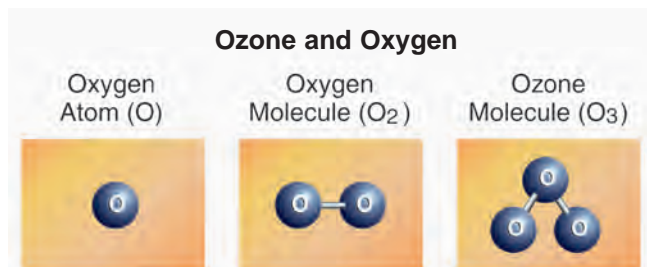 Ozone and Oxygen
Oxygen
Atom (O)
Oxygen
Molecule (O2)
Ozone
Molecule (O3)
O
O O
O
O O